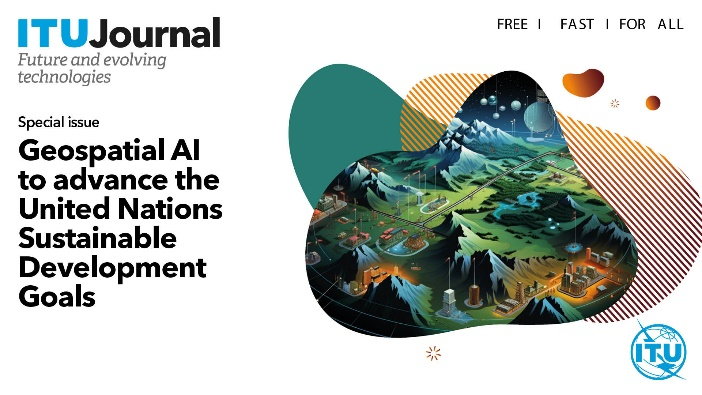 ITUJournal
Future and evolving
technologies
FREE | FAST | FOR ALL
Special issue
Geospatial AI
to advance the
United Nations
Sustainable
Development
Goals
ITU